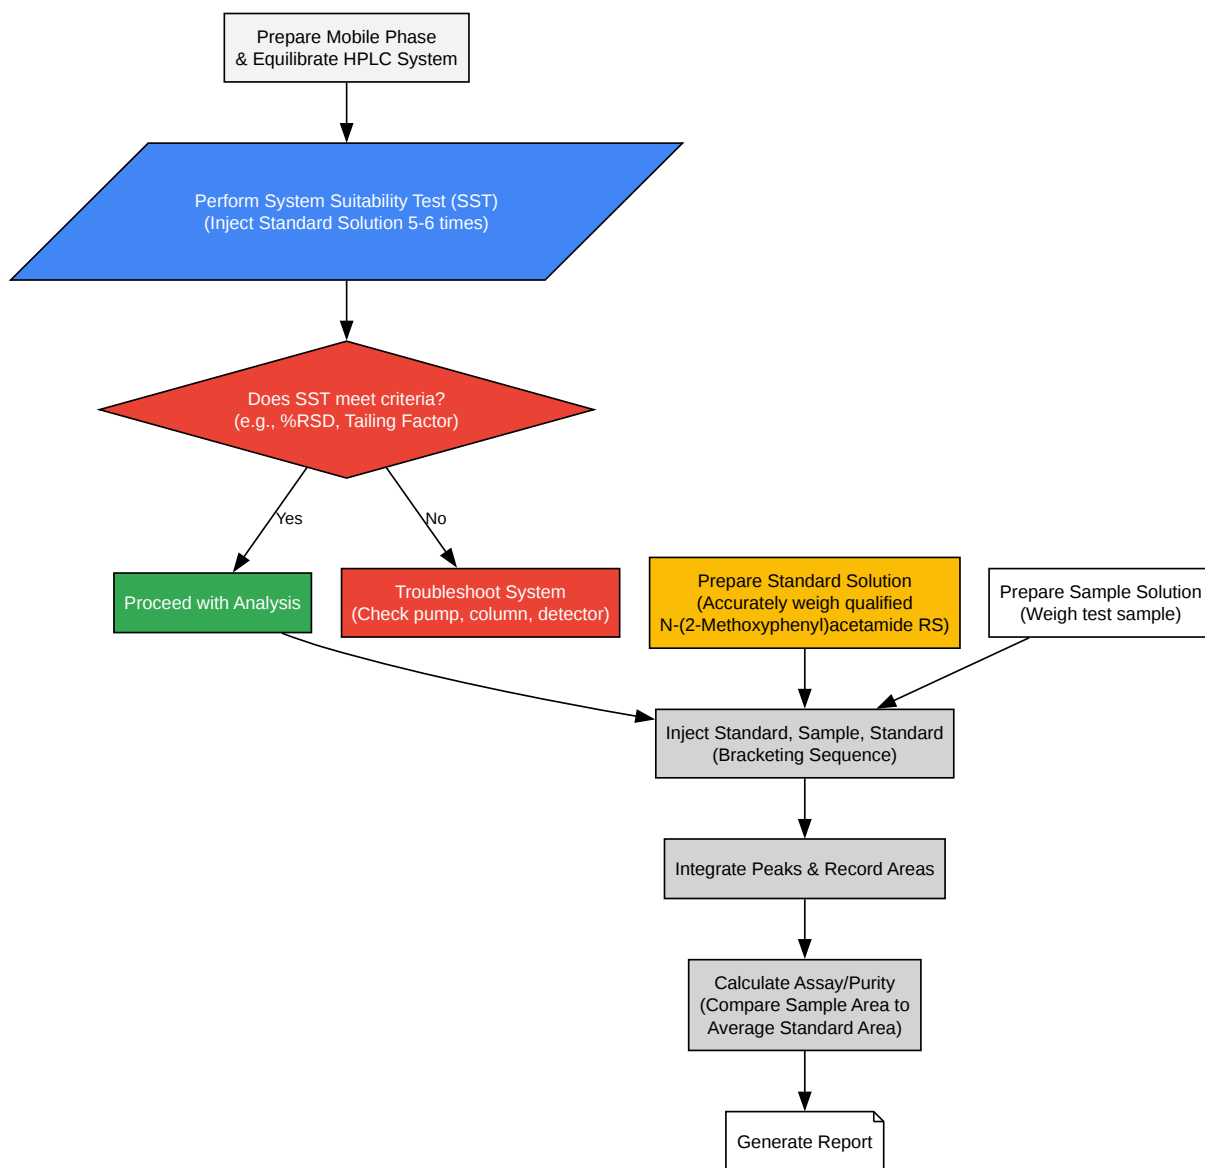 Prepare Mobile Phase
& Equilibrate HPLC System
Perform System Suitability Test (SST)
(Inject Standard Solution 5-6 times)
Does SST meet criteria?
(e.g., %RSD, Tailing Factor)
Yes
No
Proceed with Analysis
Troubleshoot System
(Check pump, column, detector)
Prepare Standard Solution
(Accurately weigh qualified
N-(2-Methoxyphenyl)acetamide RS)
Prepare Sample Solution
(Weigh test sample)
Inject Standard, Sample, Standard
(Bracketing Sequence)
Integrate Peaks & Record Areas
Calculate Assay/Purity
(Compare Sample Area to
Average Standard Area)
Generate Report